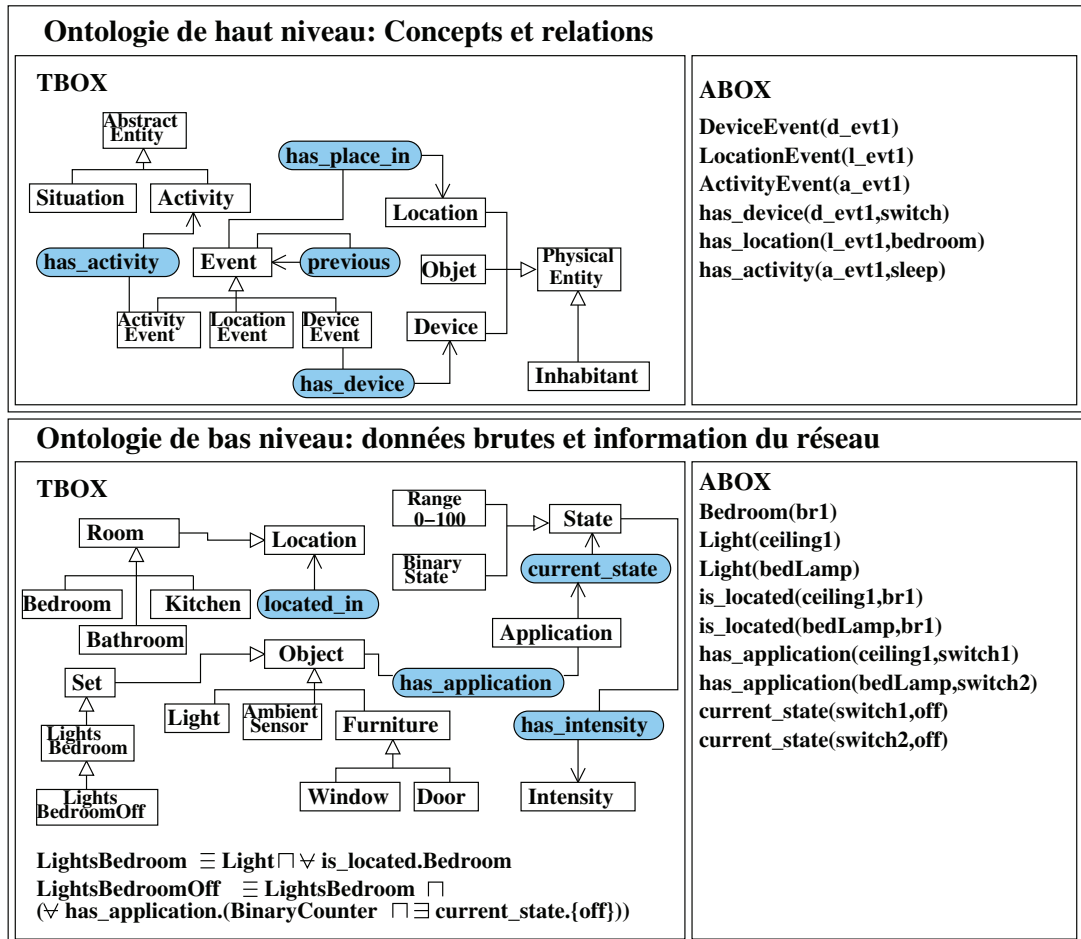 Ontologie de haut niveau: Concepts et relations
TBOX
Abstract
Entity
Situation
Activity
has_place_in
Location
has_activity
Event
previous
Objet
Physical
Entity
Activity
Event
Location
Event
Device
Event
Device
has_device
Inhabitant
ABOX
DeviceEvent(d_evt1)
LocationEvent(l_evt1)
ActivityEvent(a_evt1)
has_device(d_evt1,switch)
has_location(l_evt1,bedroom)
has_activity(a_evt1,sleep)
Ontologie de bas niveau: données brutes et information du réseau
TBOX
Room
Location
Range
0−100
State
Binary
State
current_state
Bedroom
Kitchen
located_in
Bathroom
Application
Object
has_application
Set
Light
Ambient
Sensor
Furniture
has_intensity
Lights
Bedroom
Lights
BedroomOff
Window
Door
Intensity
LightsBedroom ≡ Light ⊓ ∀ is_located.Bedroom
LightsBedroomOff ≡ LightsBedroom ⊓
(∀ has_application.(BinaryCounter ⊓ ∃ current_state.{off}))
ABOX
Bedroom(br1)
Light(ceiling1)
Light(bedLamp)
is_located(ceiling1,br1)
is_located(bedLamp,br1)
has_application(ceiling1,switch1)
has_application(bedLamp,switch2)
current_state(switch1,off)
current_state(switch2,off)